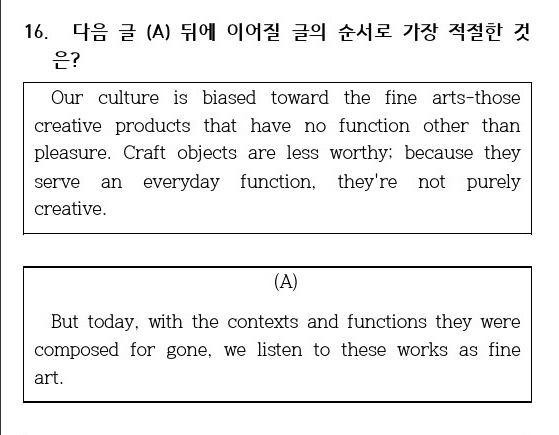 16. 다음 글 (A) 뒤에 이어질 글의 순서로 가장 적절한 것
은?
Our culture is biased toward the fine arts-those
creative products that have no function other than
pleasure. Craft objects are less worthy; because they
serve an everyday function, they're not purely
creative.
(A)
But today, with the contexts and functions they were
composed for gone, we listen to these works as fine
art.